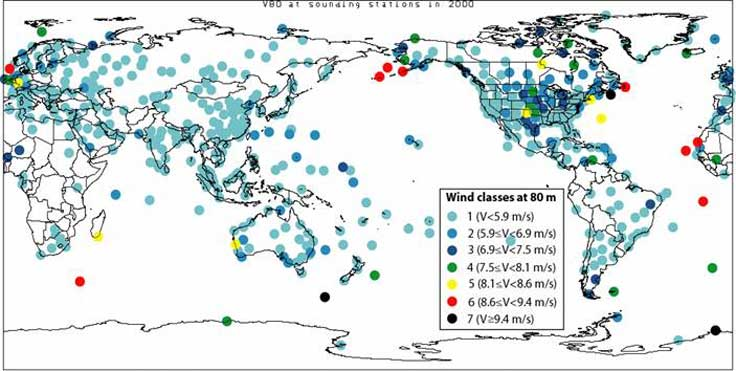 V80 at sounding stations in 2000
Wind classes at 80 m
1 (V<5.9 m/s)
2 (5.9≤V<6.9 m/s)
3 (6.9≤V<7.5 m/s)
4 (7.5≤V<8.1 m/s)
5 (8.1≤V<8.6 m/s)
6 (8.6≤V<9.4 m/s)
7 (V≥9.4 m/s)